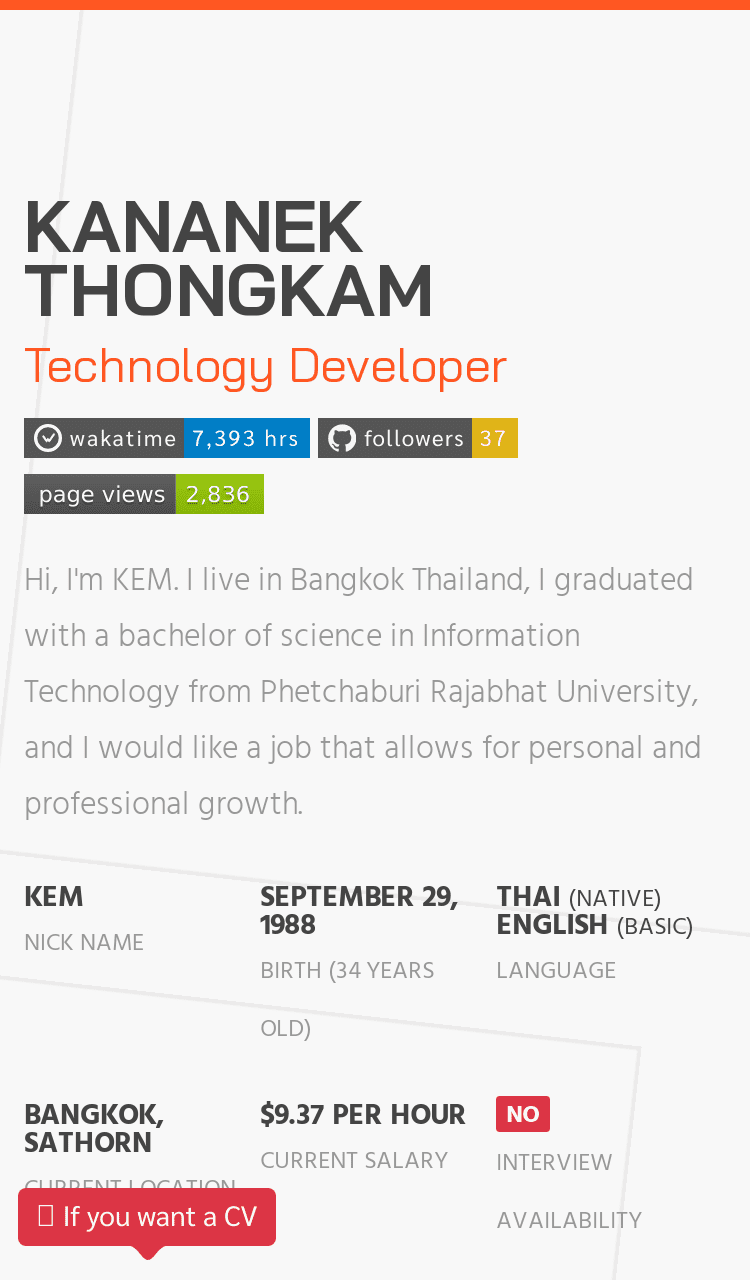 KANANEK
THONGKAM
Technology Developer
wakatime 7,393 hrs
followers 37
page views 2,836
Hi, I'm KEM. I live in Bangkok Thailand, I graduated
with a bachelor of science in Information
Technology from Phetchaburi Rajabhat University,
and I would like a job that allows for personal and
professional growth.
KEM
NICK NAME
SEPTEMBER 29,
1988
BIRTH (34 YEARS
OLD)
THAI (NATIVE)
ENGLISH (BASIC)
LANGUAGE
BANGKOK,
SATHORN
CURRENT LOCATION
$9.37 PER HOUR
CURRENT SALARY
NO
INTERVIEW
AVAILABILITY
If you want a CV